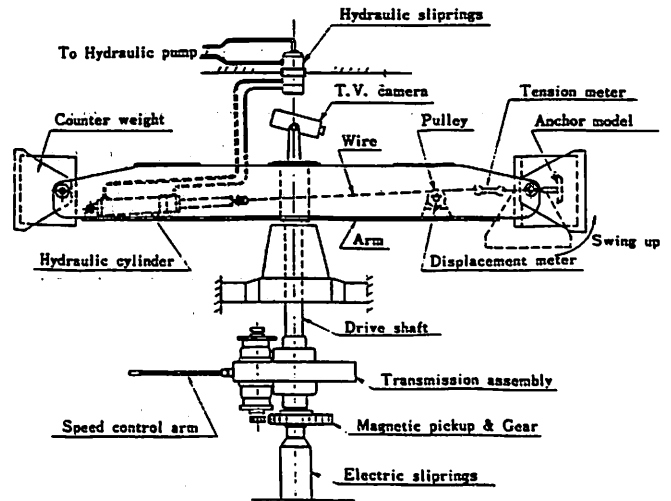 Hydraulic sliprings
To Hydraulic pump
T.V. camera
Tension meter
Counter weight
Pulley
Anchor model
Wire
Swing up
Arm
Hydraulic cylinder
Displacement meter
Drive shaft
Transmission assembly
Speed control arm
Magnetic pickup & Gear
Electric sliprings